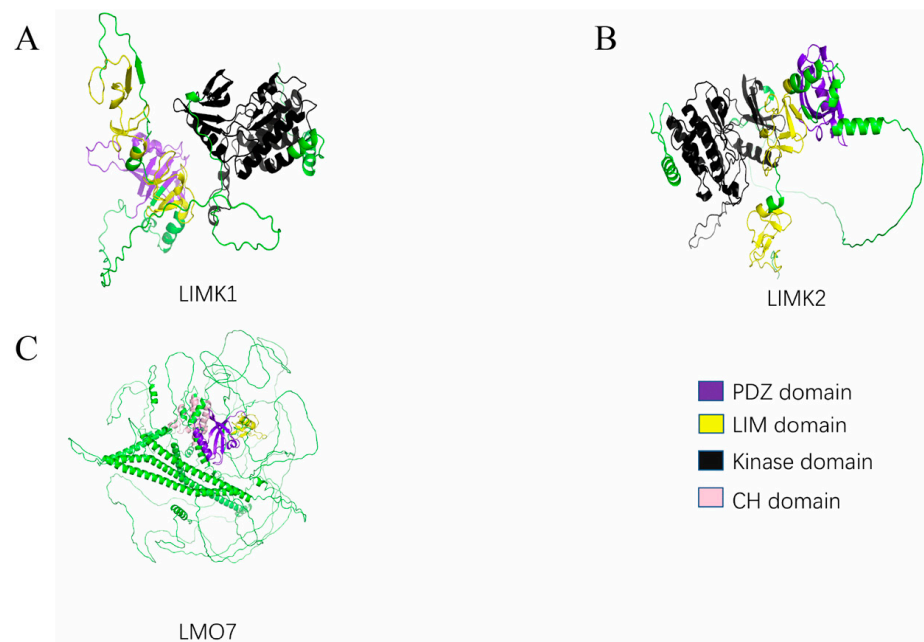 A
B
LIMK1
LIMK2
C
PDZ domain
LIM domain
Kinase domain
CH domain
LMO7